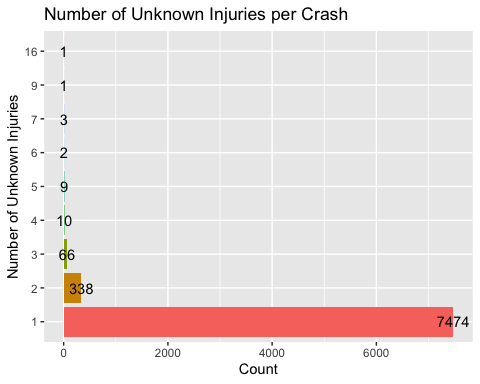 Number of Unknown Injuries per Crash
Number of Unknown Injuries
16 1
9 1
7 3
6 2
5 9
4 10
3 66
2 338
1 7474
0 2000 4000 6000
Count